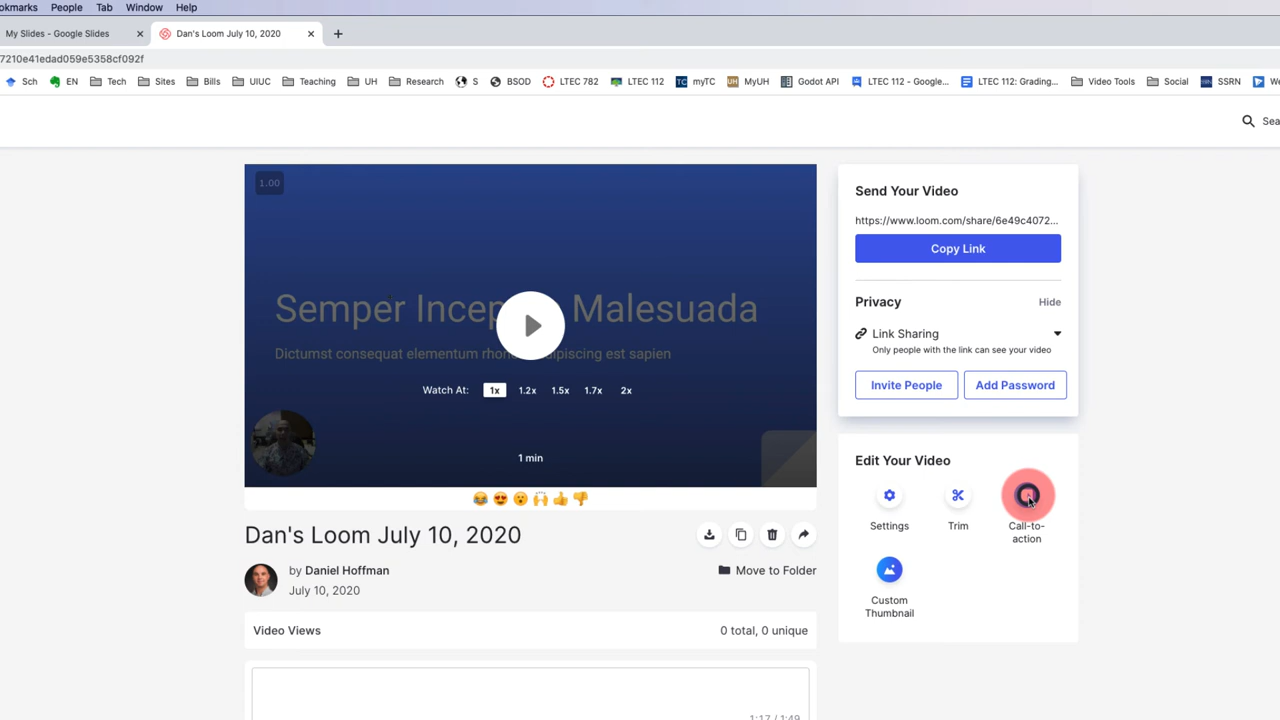 okmarks People Tab Window Help
My Slides - Google Slides × Dan's Loom July 10, 2020 × +
7210e41edad059e5358cf092f
Sch EN Tech Sites Bills UIUC Teaching UH Research S BSOD LTEC 782 LTEC 112 myTC MyUH Godot API LTEC 112 - Google... LTEC 112: Grading... Video Tools Social SSRN We
Sea
1.00
Semper Incep Malesuada
Dictumst consequat elementum rhon dipiscing est sapien
Watch At: 1x 1.2x 1.5x 1.7x 2x
1 min
Dan's Loom July 10, 2020
by Daniel Hoffman
July 10, 2020
Move to Folder
Video Views 0 total, 0 unique
1:17 / 1:49
Send Your Video
https://www.loom.com/share/6e49c4072...
Copy Link
Privacy Hide
Link Sharing
Only people with the link can see your video
Invite People Add Password
Edit Your Video
Settings Trim Call-to-
action
Custom
Thumbnail